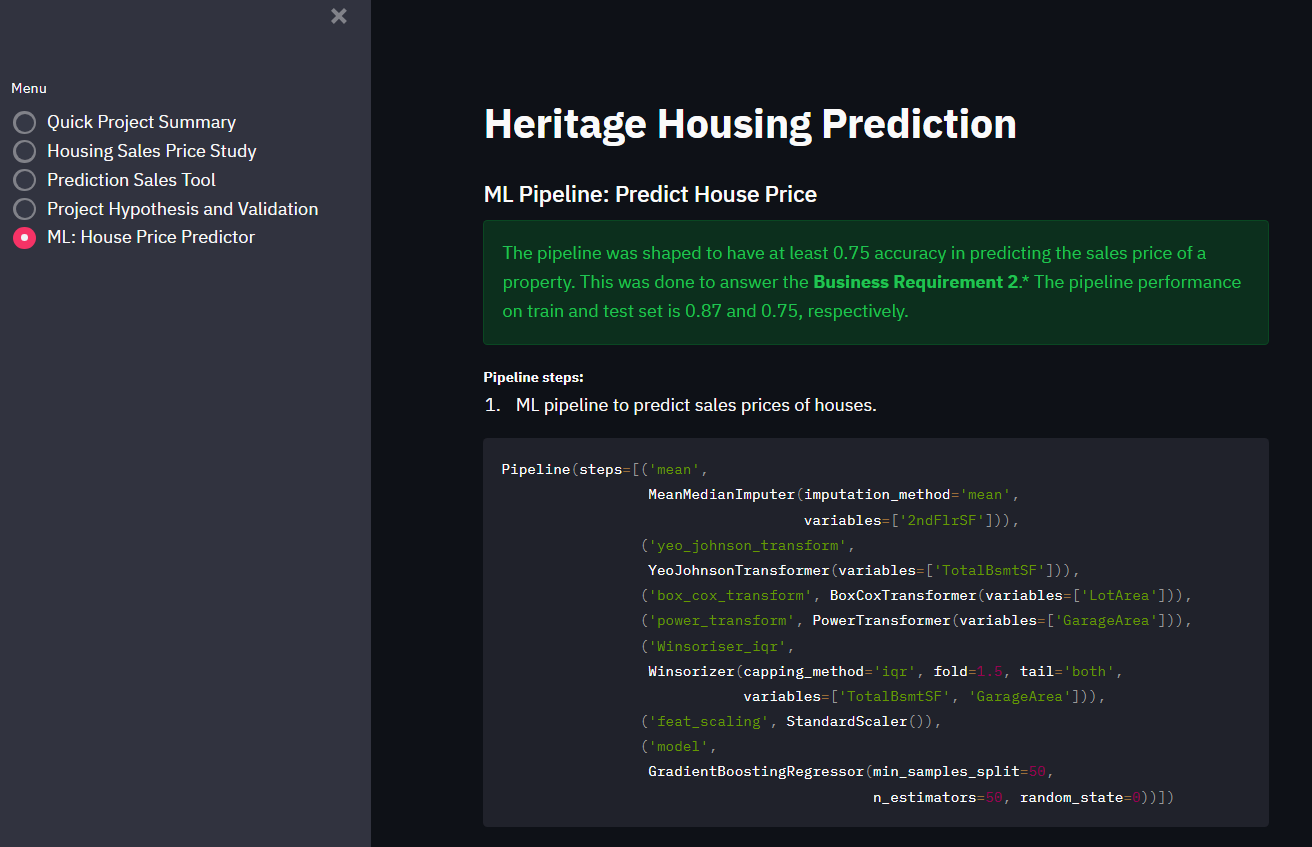 Menu
Quick Project Summary
Housing Sales Price Study
Prediction Sales Tool
Project Hypothesis and Validation
ML: House Price Predictor
Heritage Housing Prediction
ML Pipeline: Predict House Price
The pipeline was shaped to have at least 0.75 accuracy in predicting the sales price of a
property. This was done to answer the Business Requirement 2.* The pipeline performance
on train and test set is 0.87 and 0.75, respectively.
Pipeline steps:
1. ML pipeline to predict sales prices of houses.
Pipeline(steps=[('mean',
MeanMedianImputer(imputation_method='mean',
variables=['2ndFlrSF'])),
('yeo_johnson_transform',
YeoJohnsonTransformer(variables=['TotalBsmtSF'])),
('box_cox_transform', BoxCoxTransformer(variables=['LotArea'])),
('power_transform', PowerTransformer(variables=['GarageArea'])),
('Winsoriser_iqr',
Winsorizer(capping_method='iqr', fold=1.5, tail='both',
variables=['TotalBsmtSF', 'GarageArea'])),
('feat_scaling', StandardScaler()),
('model',
GradientBoostingRegressor(min_samples_split=50,
n_estimators=50, random_state=0))])